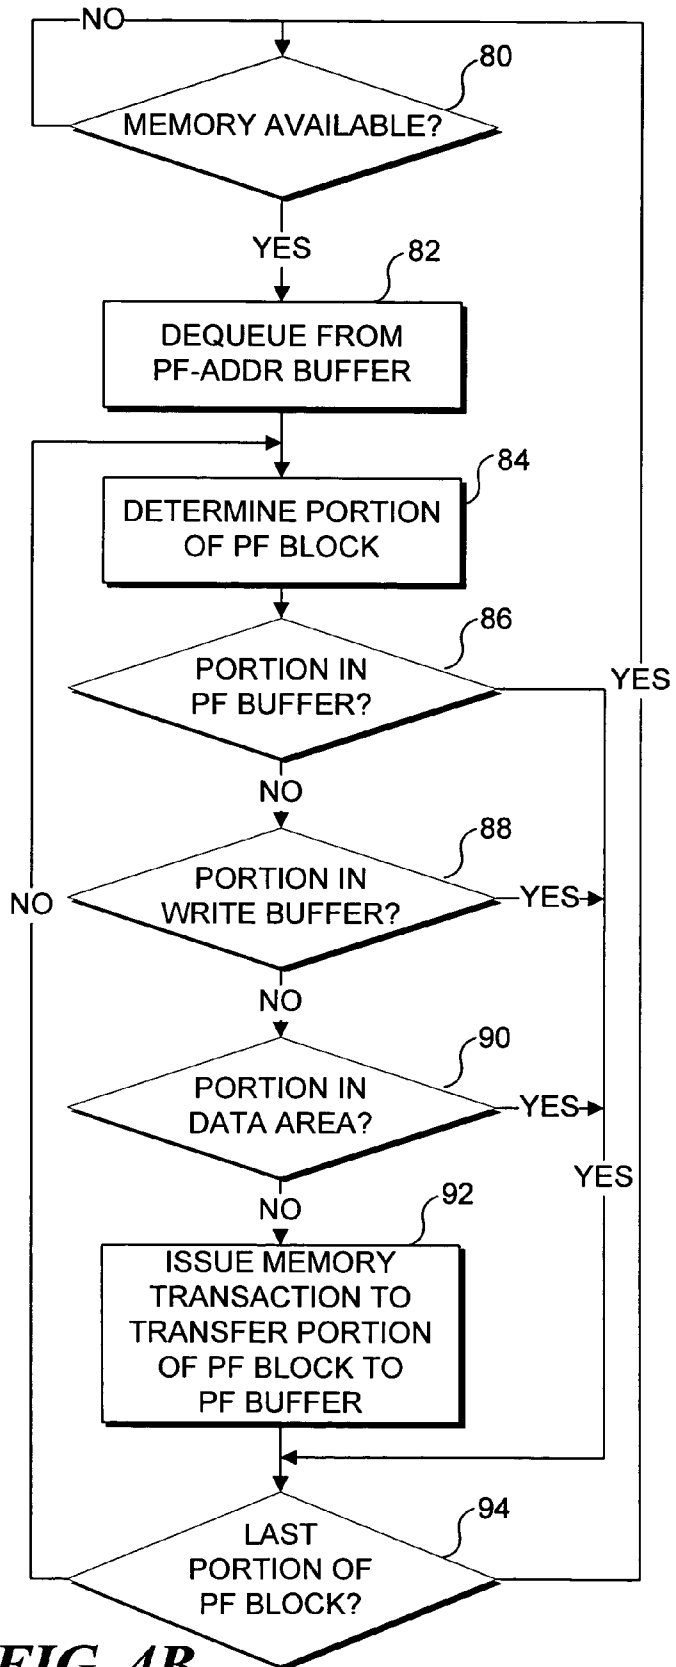 NO
80
MEMORY AVAILABLE?
YES
82
DEQUEUE FROM
PF-ADDR BUFFER
84
DETERMINE PORTION
OF PF BLOCK
86
PORTION IN
PF BUFFER?
YES
NO
88
PORTION IN
WRITE BUFFER?
YES
NO
NO
90
PORTION IN
DATA AREA?
YES
YES
NO
92
ISSUE MEMORY
TRANSACTION TO
TRANSFER PORTION
OF PF BLOCK TO
PF BUFFER
94
LAST
PORTION OF
PF BLOCK?
FIG. 4B